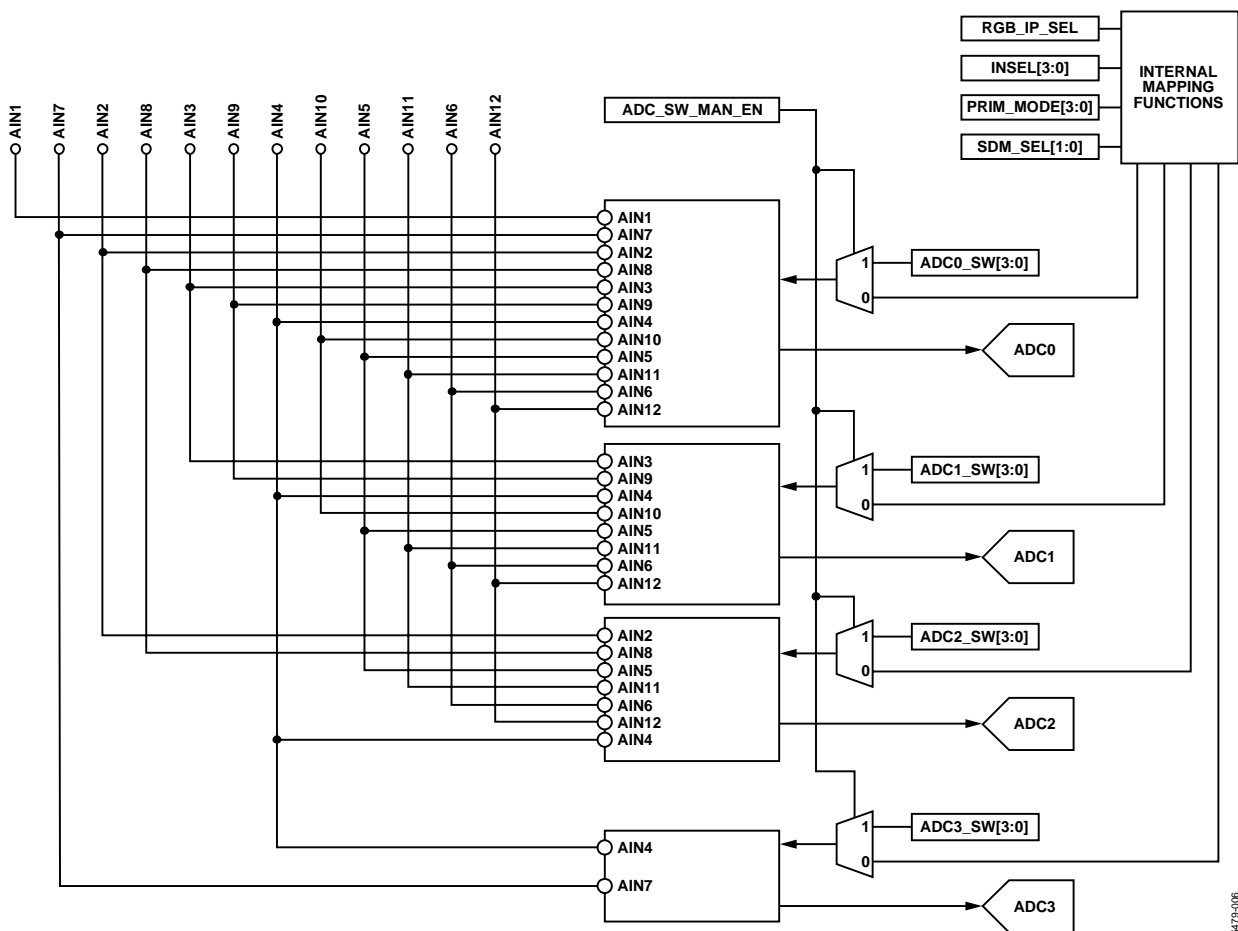 RGB_IP_SEL
INSEL[3:0]
PRIM_MODE[3:0]
SDM_SEL[1:0]
INTERNAL
MAPPING
FUNCTIONS
AIN1
AIN7
AIN2
AIN8
AIN3
AIN9
AIN4
AIN10
AIN5
AIN11
AIN6
AIN12
ADC_SW_MAN_EN
AIN1
AIN7
AIN2
AIN8
AIN3
AIN9
AIN4
AIN10
AIN5
AIN11
AIN6
AIN12
1
0
ADC0_SW[3:0]
ADC0
AIN3
AIN9
AIN4
AIN10
AIN5
AIN11
AIN6
AIN12
1
0
ADC1_SW[3:0]
ADC1
AIN2
AIN8
AIN5
AIN11
AIN6
AIN12
AIN4
1
0
ADC2_SW[3:0]
ADC2
AIN4
AIN7
1
0
ADC3_SW[3:0]
ADC3